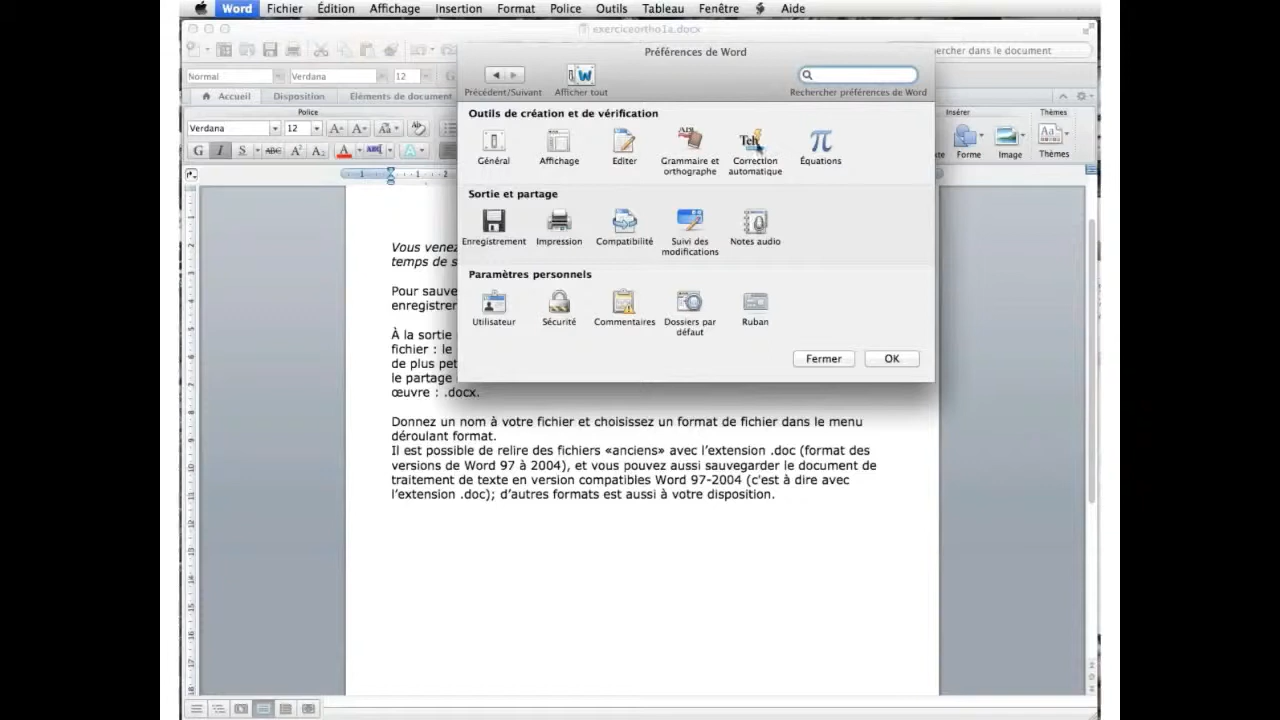 Word Fichier Édition Affichage Insertion Format Police Outils Tableau Fenêtre Aide
exerciceortho1a.docx
Préférences de Word
ercher dans le document
Normal Verdana 12
Précédent/Suivant Afficher tout Rechercher préférences de Word
Accueil Disposition Éléments de document
Police Insérer Thèmes
Outils de création et de vérification
Verdana 12
G I S ABC A² A₂
Général Affichage Editer Grammaire et orthographe Correction automatique Équations
Forme Image Thèmes
Sortie et partage
Enregistrement Impression Compatibilité Suivi des modifications Notes audio
Paramètres personnels
Utilisateur Sécurité Commentaires Dossiers par défaut Ruban
Fermer OK
Vous venez
temps de s
Pour sauve
enregistrer
À la sortie
fichier : le
de plus pet
le partage
œuvre : .docx.
Donnez un nom à votre fichier et choisissez un format de fichier dans le menu
déroulant format.
Il est possible de relire des fichiers «anciens» avec l’extension .doc (format des
versions de Word 97 à 2004), et vous pouvez aussi sauvegarder le document de
traitement de texte en version compatibles Word 97-2004 (c'est à dire avec
l’extension .doc); d’autres formats est aussi à votre disposition.